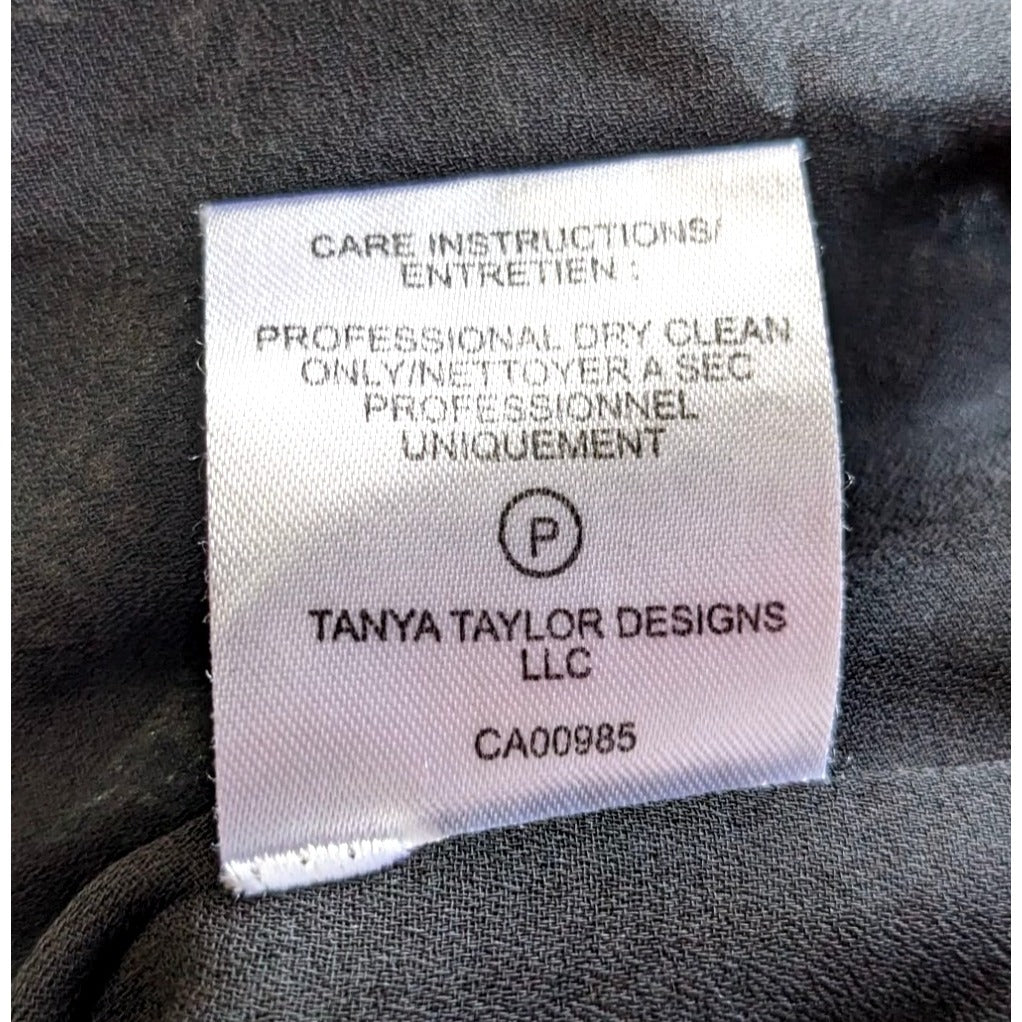 CARE INSTRUCTIONS/
ENTRETIEN :
PROFESSIONAL DRY CLEAN
ONLY/NETTOYER A SEC
PROFESSIONNEL
UNIQUEMENT
P
TANYA TAYLOR DESIGNS
LLC
CA00985